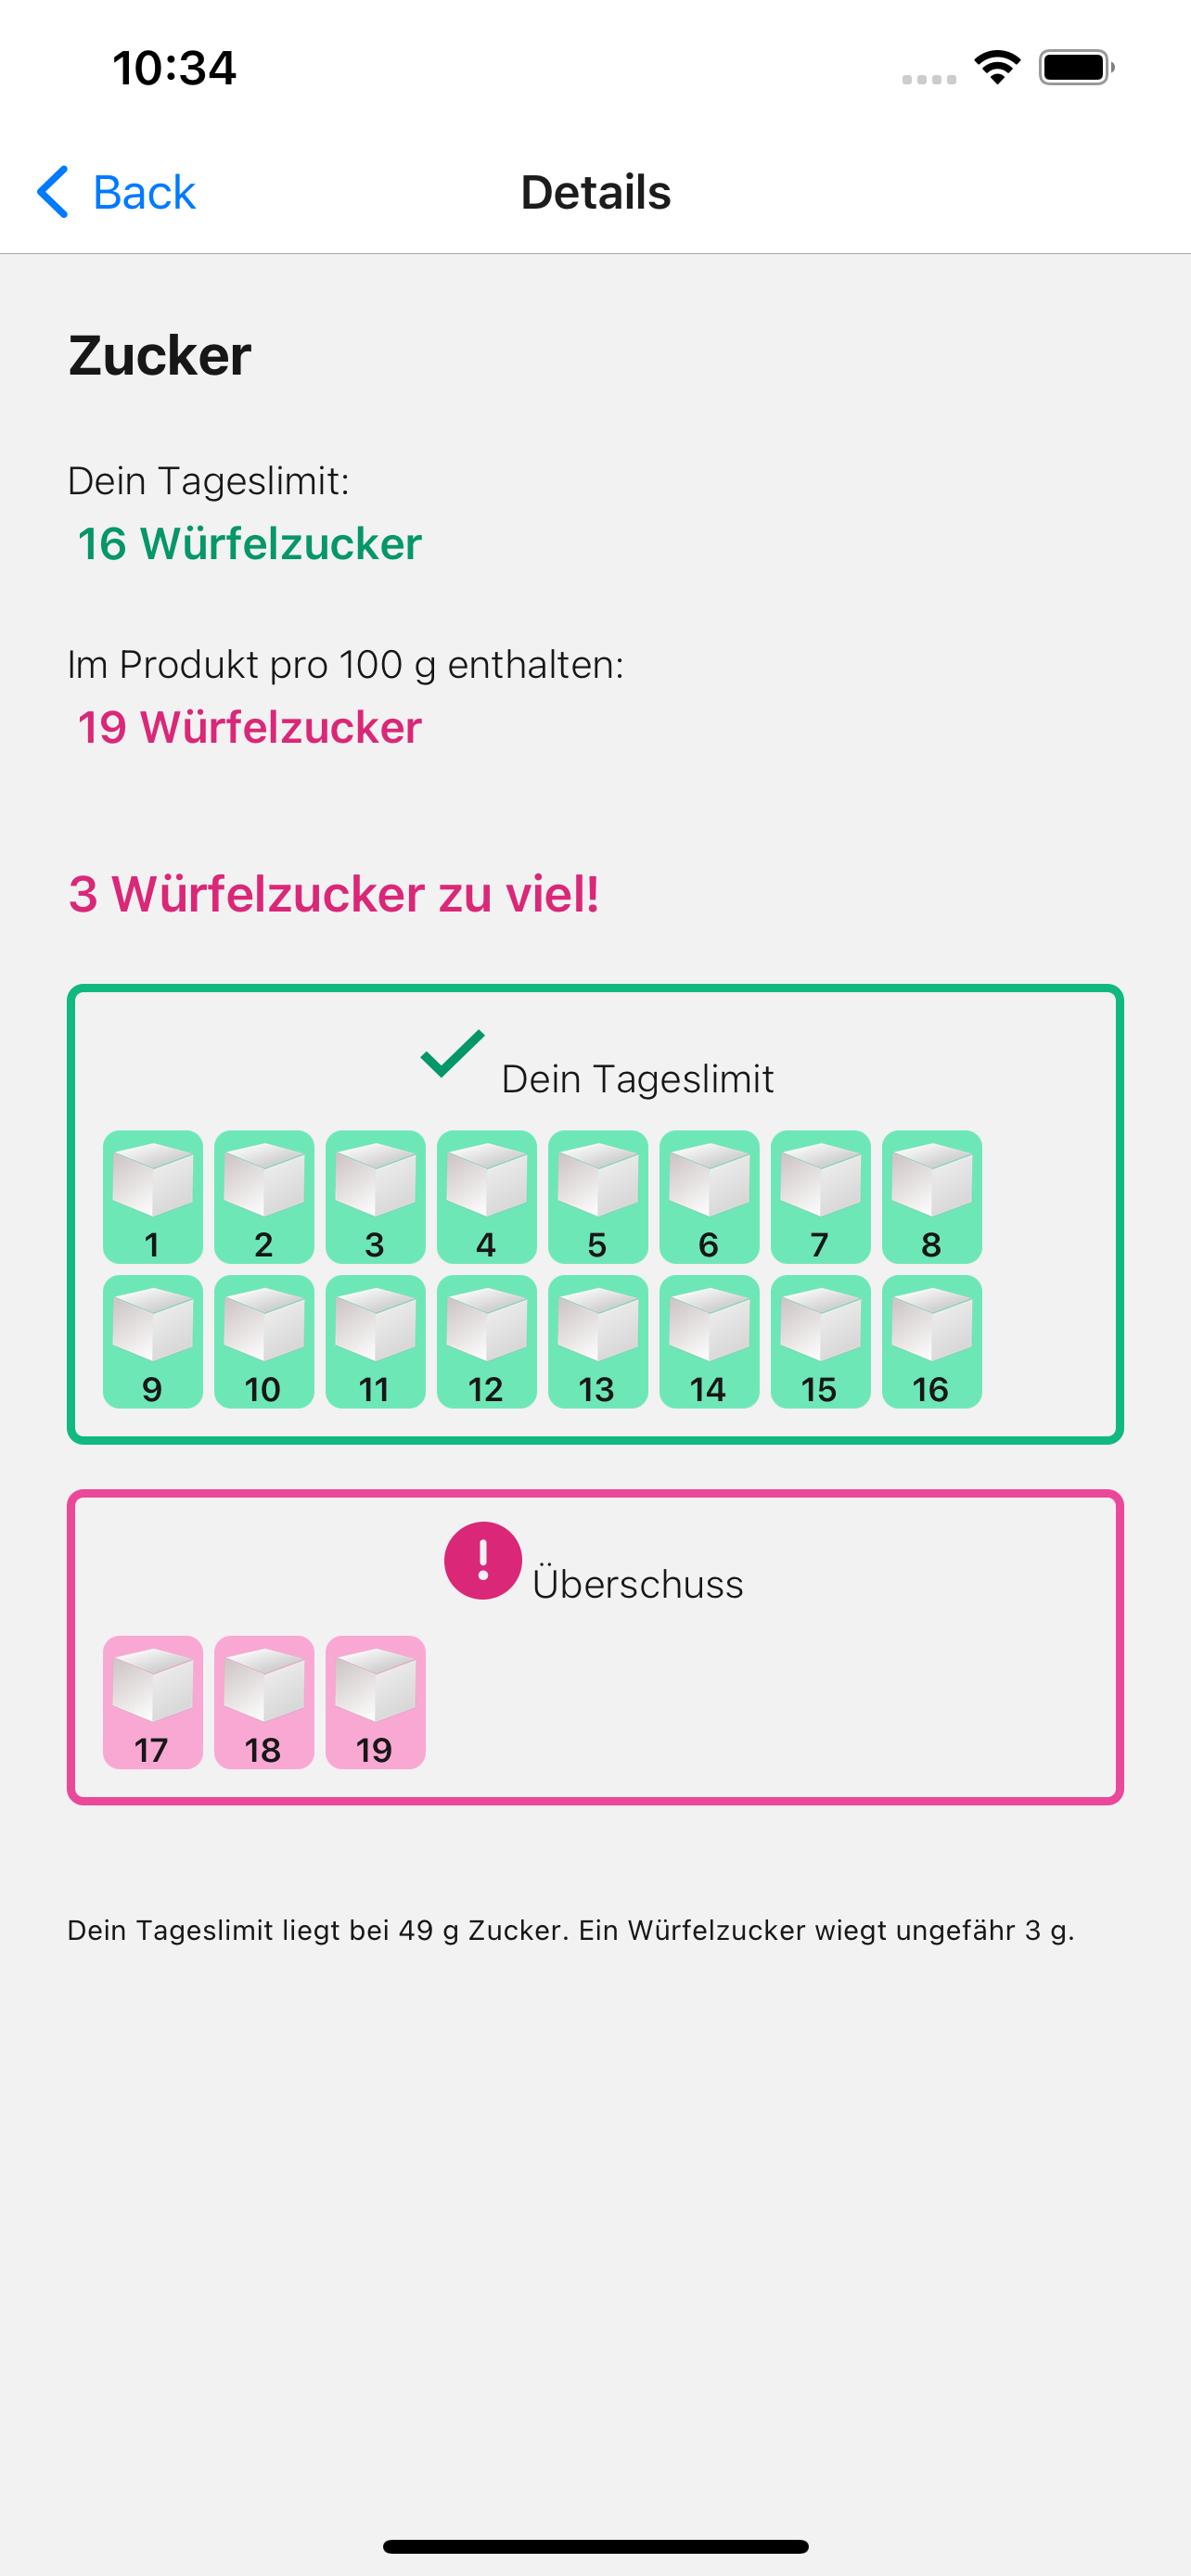 10:34
Back
Details
Zucker
Dein Tageslimit:
16 Würfelzucker
Im Produkt pro 100 g enthalten:
19 Würfelzucker
3 Würfelzucker zu viel!
Dein Tageslimit
1 2 3 4 5 6 7 8
9 10 11 12 13 14 15 16
Überschuss
17 18 19
Dein Tageslimit liegt bei 49 g Zucker. Ein Würfelzucker wiegt ungefähr 3 g.